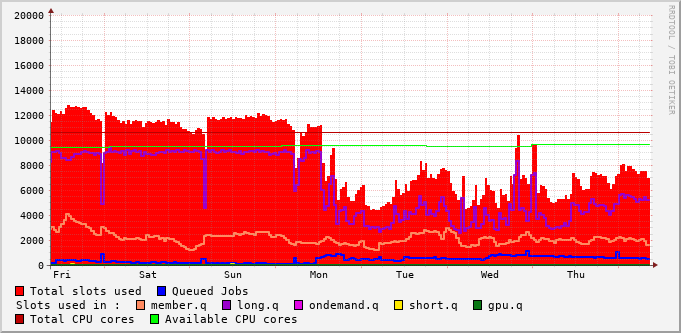 RRDTOOL / TOBI OETIKER
20000
18000
16000
14000
12000
10000
8000
6000
4000
2000
0
Fri Sat Sun Mon Tue Wed Thu
Total slots used Queued Jobs
Slots used in : member.q long.q ondemand.q short.q gpu.q
Total CPU cores Available CPU cores